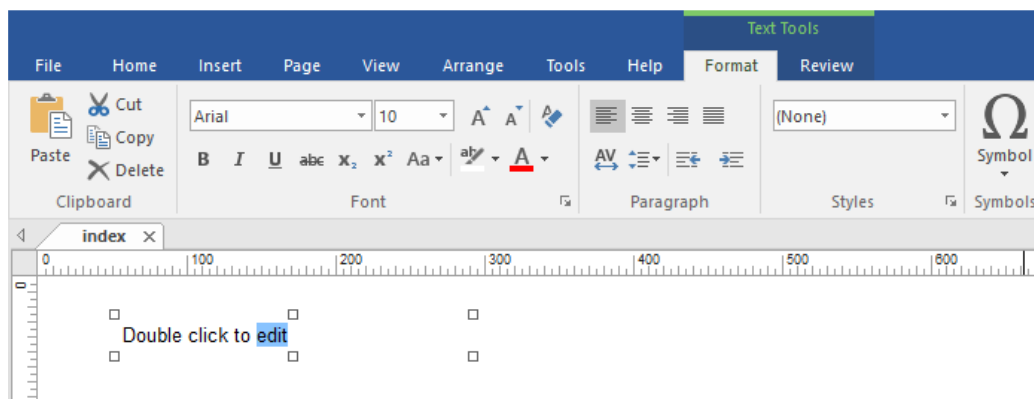 Text Tools
File Home Insert Page View Arrange Tools Help Format Review
Paste
Cut
Copy
Delete
Clipboard
Arial 10 A A A
B I U abc X₂ X² Aa ab A
Font
AV
Paragraph
(None)
Styles
Ω
Symbol
Symbols
index
0 100 200 300 400 500 600
0
Double click to edit